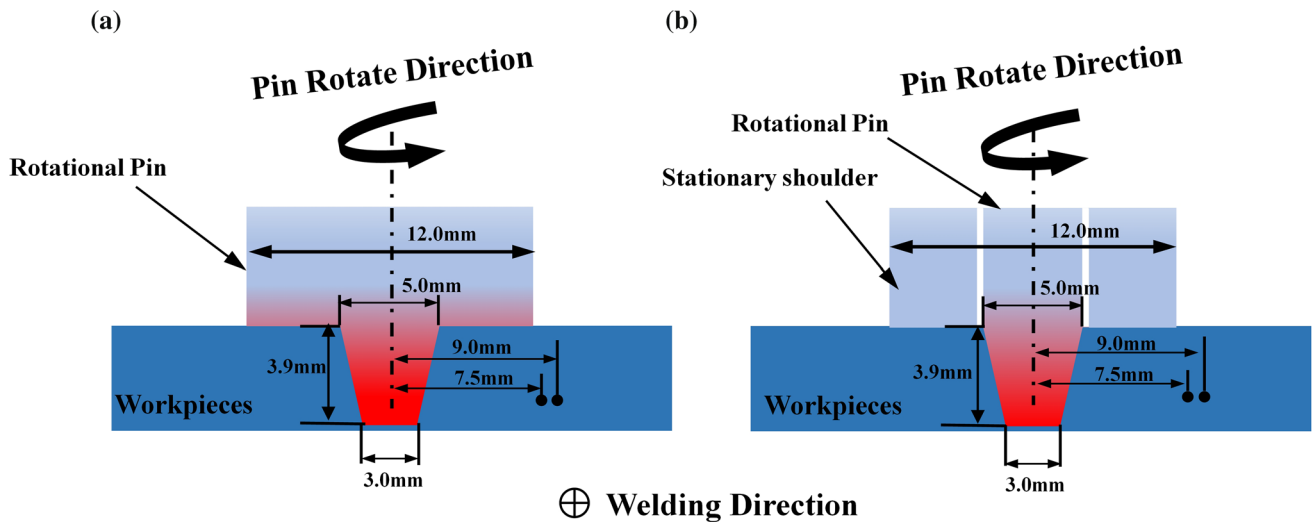 (a)
Pin Rotate Direction
Rotational Pin
12.0mm
5.0mm
3.9mm
9.0mm
7.5mm
Workpieces
3.0mm
(b)
Pin Rotate Direction
Rotational Pin
Stationary shoulder
12.0mm
5.0mm
3.9mm
9.0mm
7.5mm
Workpieces
3.0mm
Welding Direction